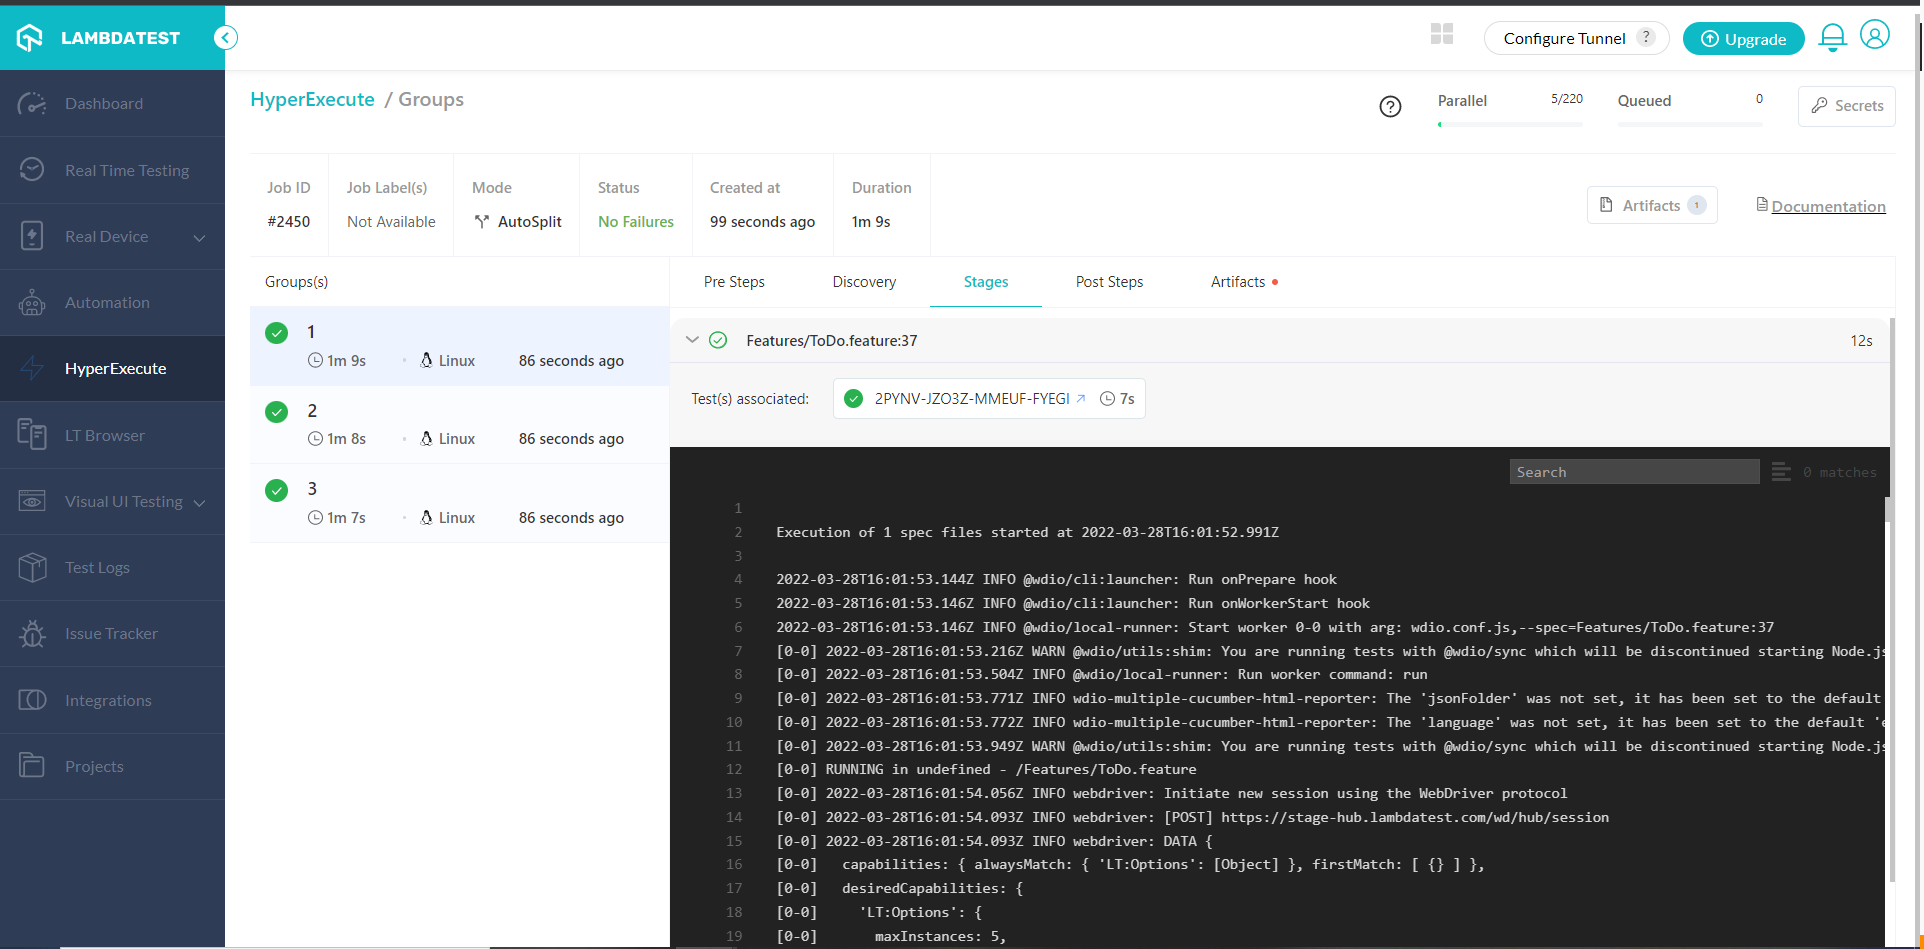 LAMBDATEST
Configure Tunnel ?
Upgrade
Dashboard
Real Time Testing
Real Device
Automation
HyperExecute
LT Browser
Visual UI Testing
Test Logs
Issue Tracker
Integrations
Projects
HyperExecute / Groups
?
Parallel 5/220
Queued 0
Secrets
Job ID
#2450
Job Label(s)
Not Available
Mode
AutoSplit
Status
No Failures
Created at
99 seconds ago
Duration
1m 9s
Artifacts 1
Documentation
Groups(s)
1
1m 9s Linux 86 seconds ago
2
1m 8s Linux 86 seconds ago
3
1m 7s Linux 86 seconds ago
Pre Steps Discovery Stages Post Steps Artifacts
Features/ToDo.feature:37 12s
Test(s) associated: 2PYNV-JZO3Z-MMEUF-FYEGI 7s
Search 0 matches
1
2 Execution of 1 spec files started at 2022-03-28T16:01:52.991Z
3
4 2022-03-28T16:01:53.144Z INFO @wdio/cli:launcher: Run onPrepare hook
5 2022-03-28T16:01:53.146Z INFO @wdio/cli:launcher: Run onWorkerStart hook
6 2022-03-28T16:01:53.146Z INFO @wdio/local-runner: Start worker 0-0 with arg: wdio.conf.js,--spec=Features/ToDo.feature:37
7 [0-0] 2022-03-28T16:01:53.216Z WARN @wdio/utils:shim: You are running tests with @wdio/sync which will be discontinued starting Node.js
8 [0-0] 2022-03-28T16:01:53.504Z INFO @wdio/local-runner: Run worker command: run
9 [0-0] 2022-03-28T16:01:53.771Z INFO wdio-multiple-cucumber-html-reporter: The 'jsonFolder' was not set, it has been set to the default
10 [0-0] 2022-03-28T16:01:53.772Z INFO wdio-multiple-cucumber-html-reporter: The 'language' was not set, it has been set to the default 'e
11 [0-0] 2022-03-28T16:01:53.949Z WARN @wdio/utils:shim: You are running tests with @wdio/sync which will be discontinued starting Node.js
12 [0-0] RUNNING in undefined - /Features/ToDo.feature
13 [0-0] 2022-03-28T16:01:54.056Z INFO webdriver: Initiate new session using the WebDriver protocol
14 [0-0] 2022-03-28T16:01:54.093Z INFO webdriver: [POST] https://stage-hub.lambdatest.com/wd/hub/session
15 [0-0] 2022-03-28T16:01:54.093Z INFO webdriver: DATA {
16 [0-0] capabilities: { alwaysMatch: { 'LT:Options': [Object] }, firstMatch: [ {} ] },
17 [0-0] desiredCapabilities: {
18 [0-0] 'LT:Options': {
19 [0-0] maxInstances: 5,